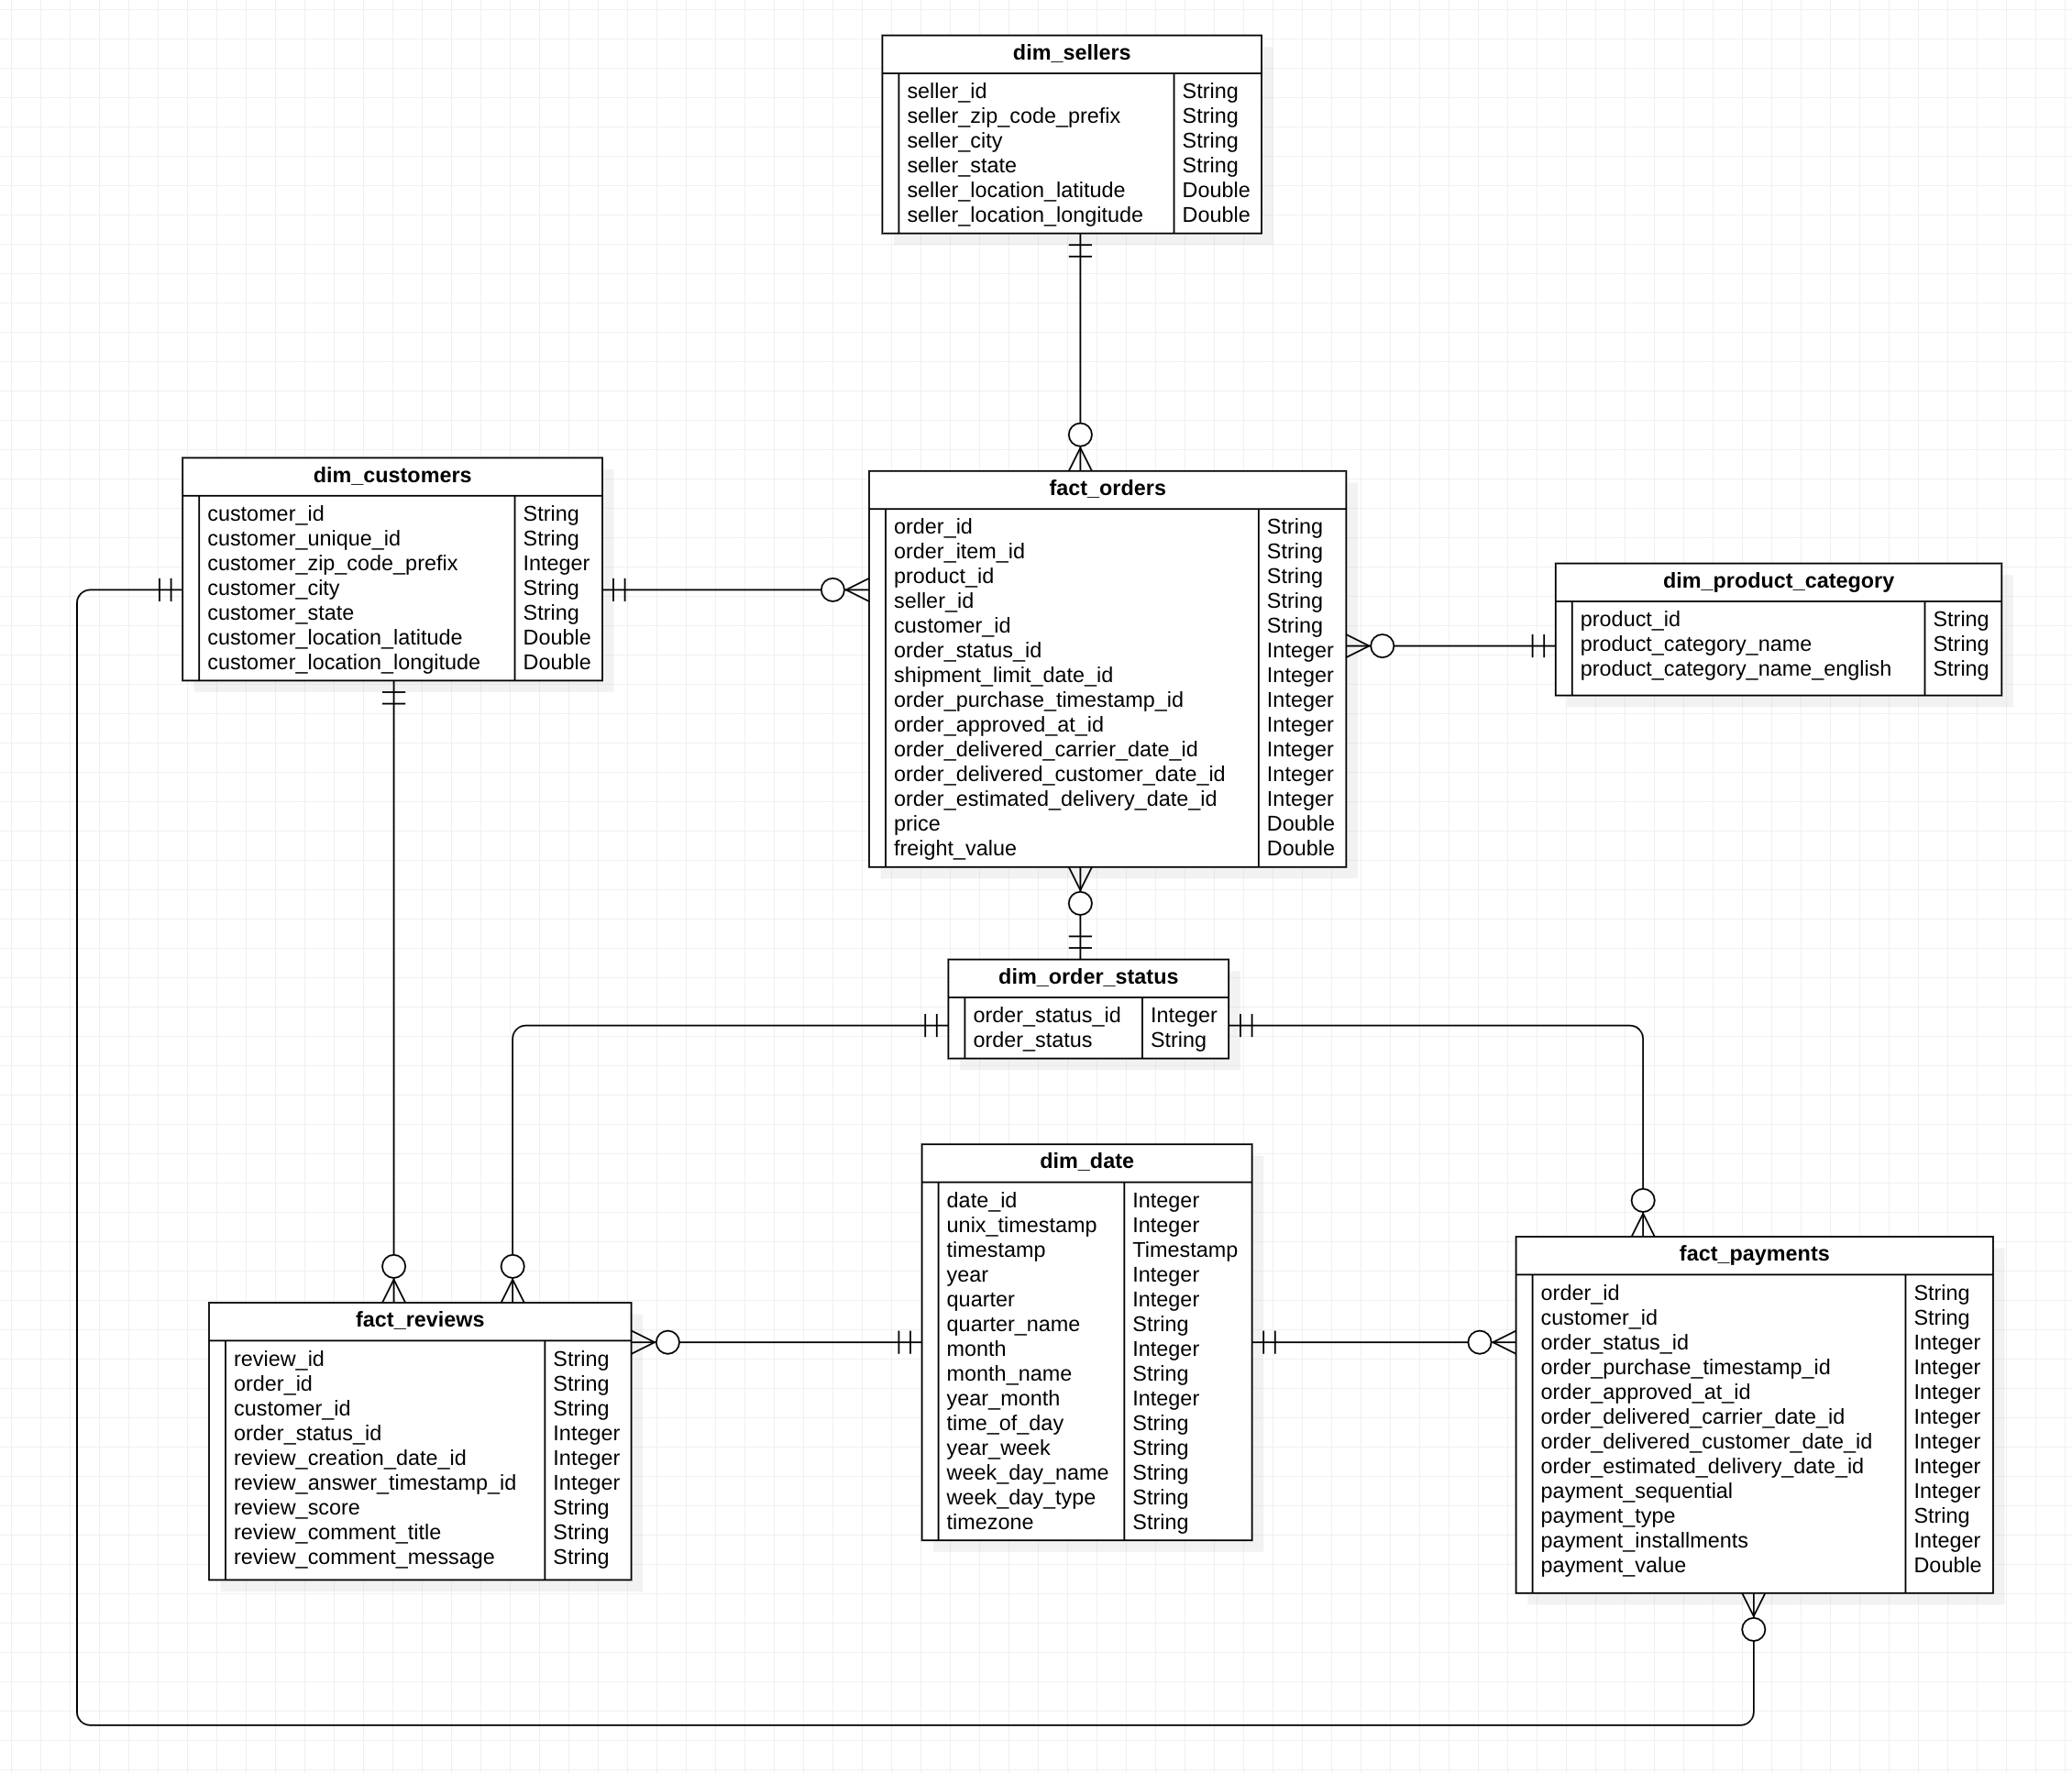 dim_sellers
seller_id String
seller_zip_code_prefix String
seller_city String
seller_state String
seller_location_latitude Double
seller_location_longitude Double
dim_customers
customer_id String
customer_unique_id String
customer_zip_code_prefix Integer
customer_city String
customer_state String
customer_location_latitude Double
customer_location_longitude Double
fact_orders
order_id String
order_item_id String
product_id String
seller_id String
customer_id String
order_status_id Integer
shipment_limit_date_id Integer
order_purchase_timestamp_id Integer
order_approved_at_id Integer
order_delivered_carrier_date_id Integer
order_delivered_customer_date_id Integer
order_estimated_delivery_date_id Integer
price Double
freight_value Double
dim_product_category
product_id String
product_category_name String
product_category_name_english String
dim_order_status
order_status_id Integer
order_status String
fact_reviews
review_id String
order_id String
customer_id String
order_status_id Integer
review_creation_date_id Integer
review_answer_timestamp_id Integer
review_score String
review_comment_title String
review_comment_message String
dim_date
date_id Integer
unix_timestamp Integer
timestamp Timestamp
year Integer
quarter Integer
quarter_name String
month Integer
month_name String
year_month Integer
time_of_day String
year_week String
week_day_name String
week_day_type String
timezone String
fact_payments
order_id String
customer_id String
order_status_id Integer
order_purchase_timestamp_id Integer
order_approved_at_id Integer
order_delivered_carrier_date_id Integer
order_delivered_customer_date_id Integer
order_estimated_delivery_date_id Integer
payment_sequential Integer
payment_type String
payment_installments Integer
payment_value Double